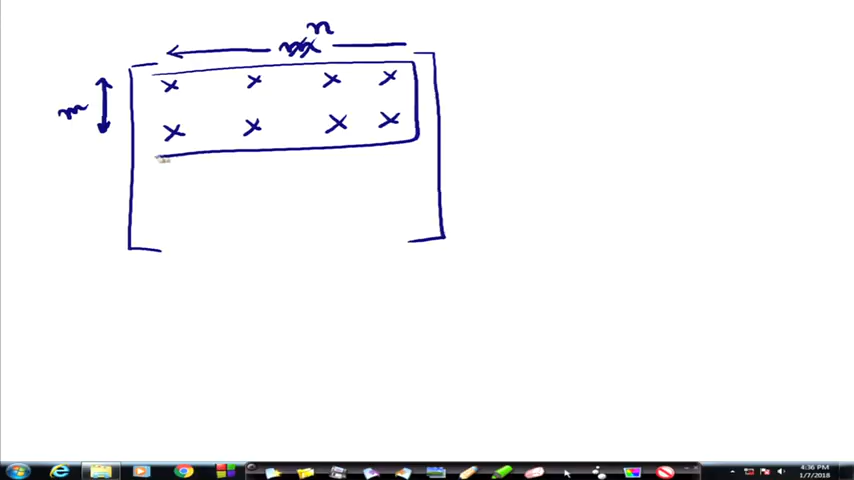 n
m
× × × ×
× × × ×
4:36 PM
1/7/2018